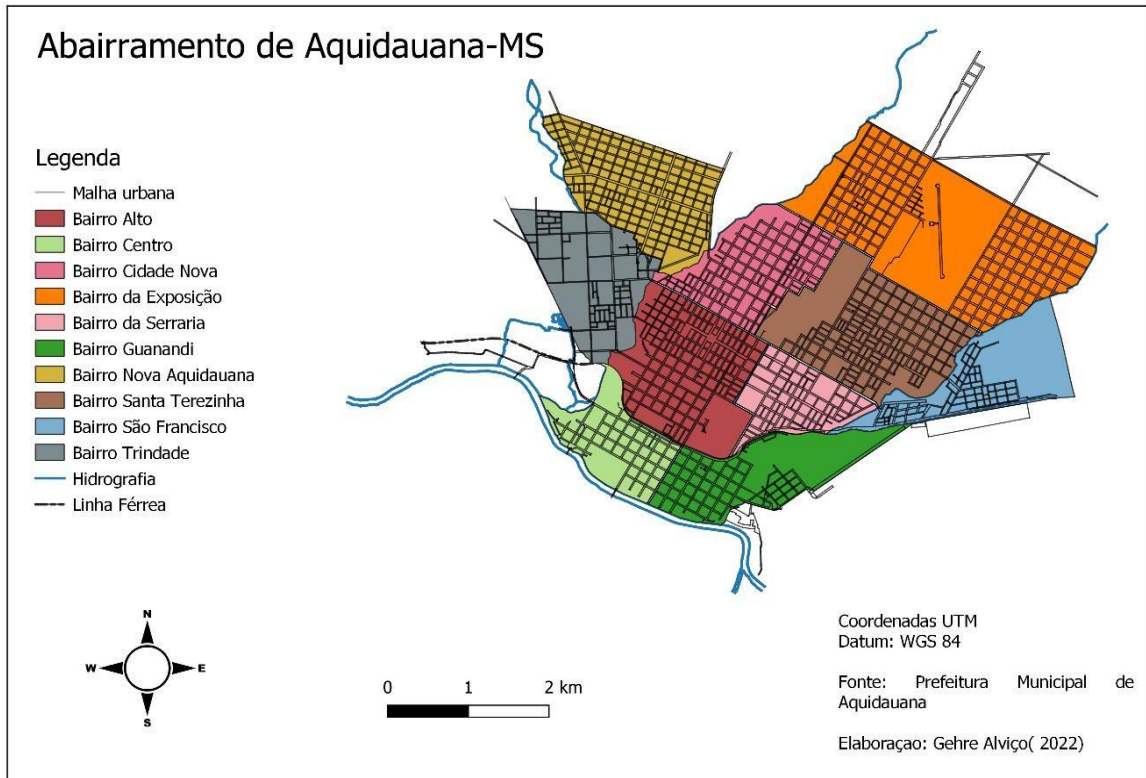 Abairramento de Aquidauana-MS
Legenda
Malha urbana
Bairro Alto
Bairro Centro
Bairro Cidade Nova
Bairro da Exposição
Bairro da Serraria
Bairro Guanandi
Bairro Nova Aquidauana
Bairro Santa Terezinha
Bairro São Francisco
Bairro Trindade
Hidrografia
Linha Férrea
N
W E
S
0 1 2 km
Coordenadas UTM
Datum: WGS 84
Fonte: Prefeitura Municipal de
Aquidauana
Elaboraçao: Gehre Alviço( 2022)